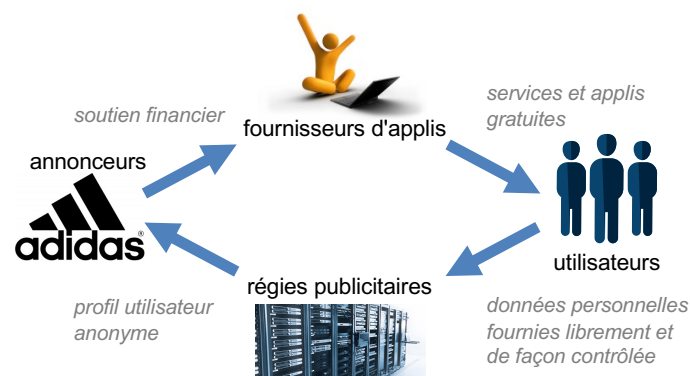 soutien financier
fournisseurs d'applis
services et applis
gratuites
annonceurs
adidas®
utilisateurs
régies publicitaires
profil utilisateur
anonyme
données personnelles
fournies librement et
de façon contrôlée